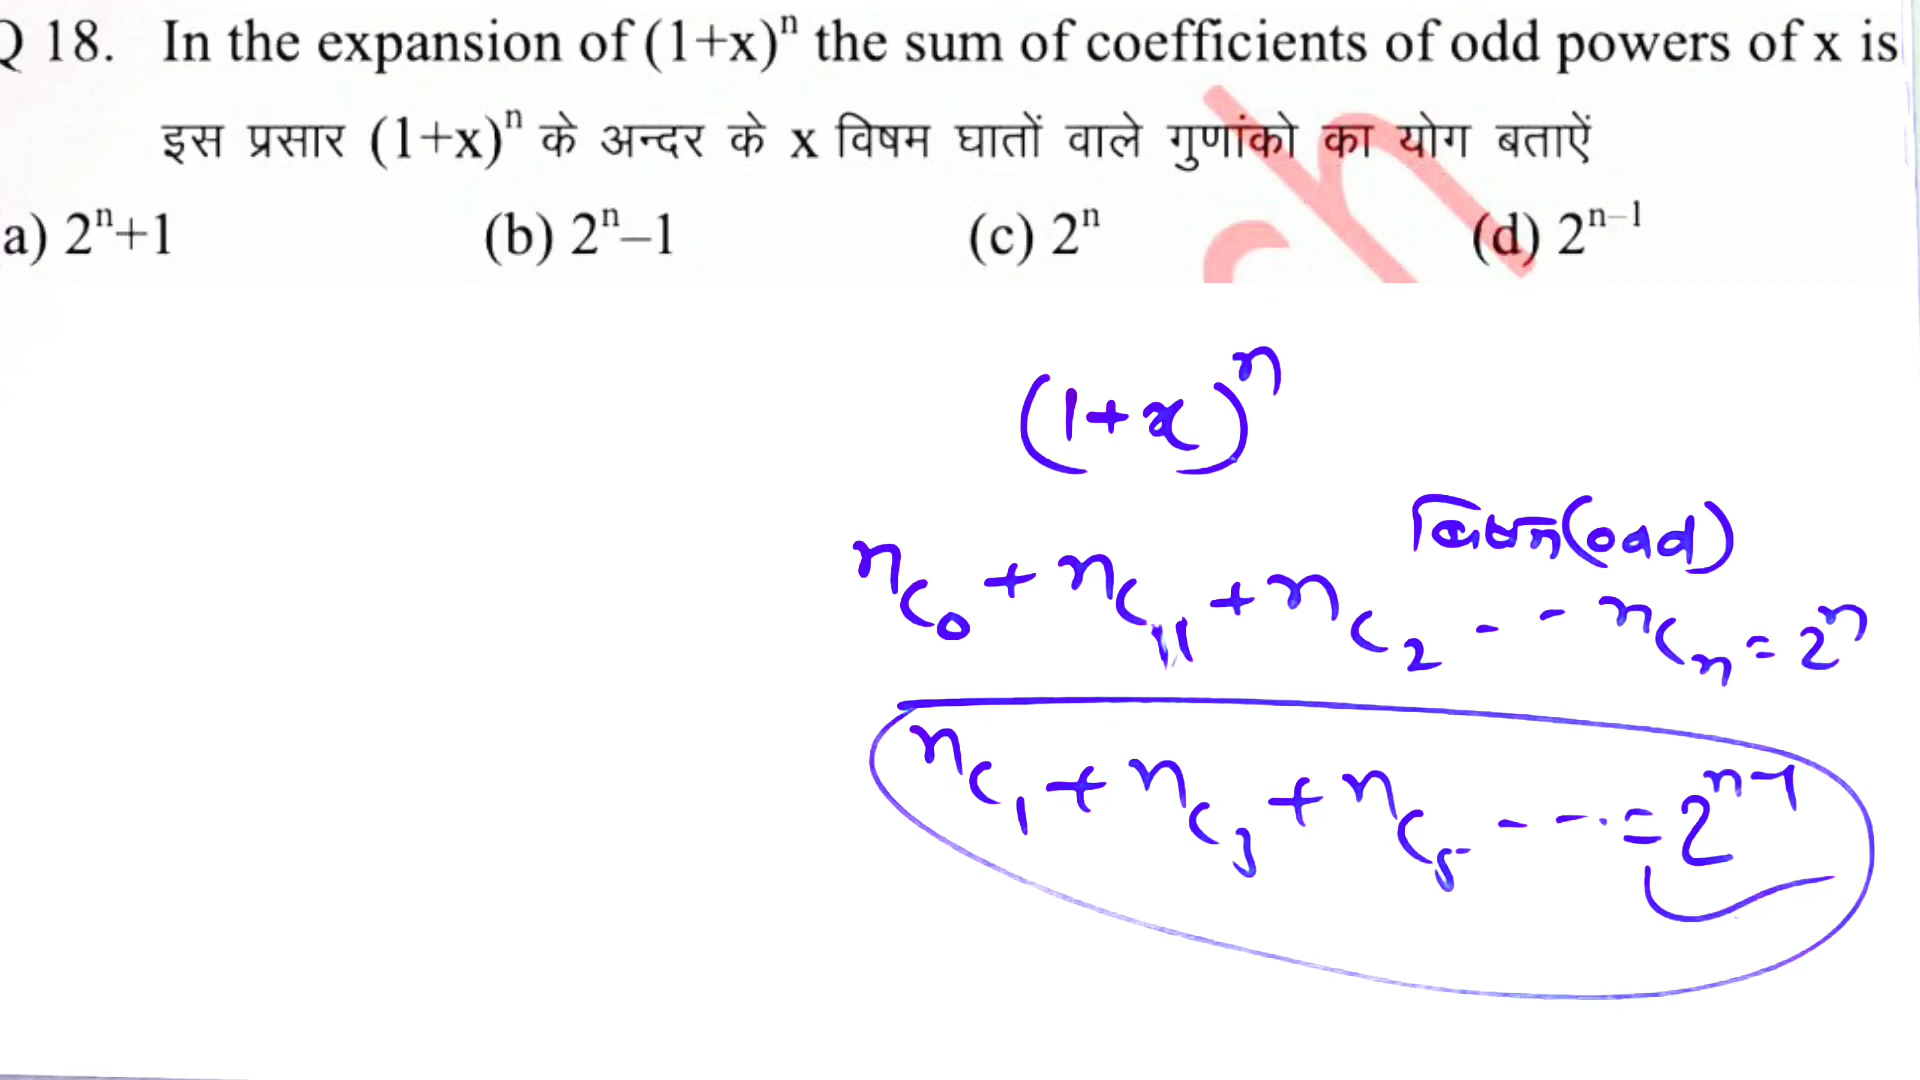 Q 18. In the expansion of (1+x)ⁿ the sum of coefficients of odd powers of x is
इस प्रसार (1+x)ⁿ के अन्दर के x विषम घातों वाले गुणांको का योग बताऐं
a) 2ⁿ+1 (b) 2ⁿ–1 (c) 2ⁿ (d) 2ⁿ⁻¹
(1+x)ⁿ
विषम(odd)
ⁿC₀ + ⁿC₁ + ⁿC₂ - - ⁿCₙ = 2ⁿ
ⁿC₁ + ⁿC₃ + ⁿC₅ - - - . = 2ⁿ⁻¹